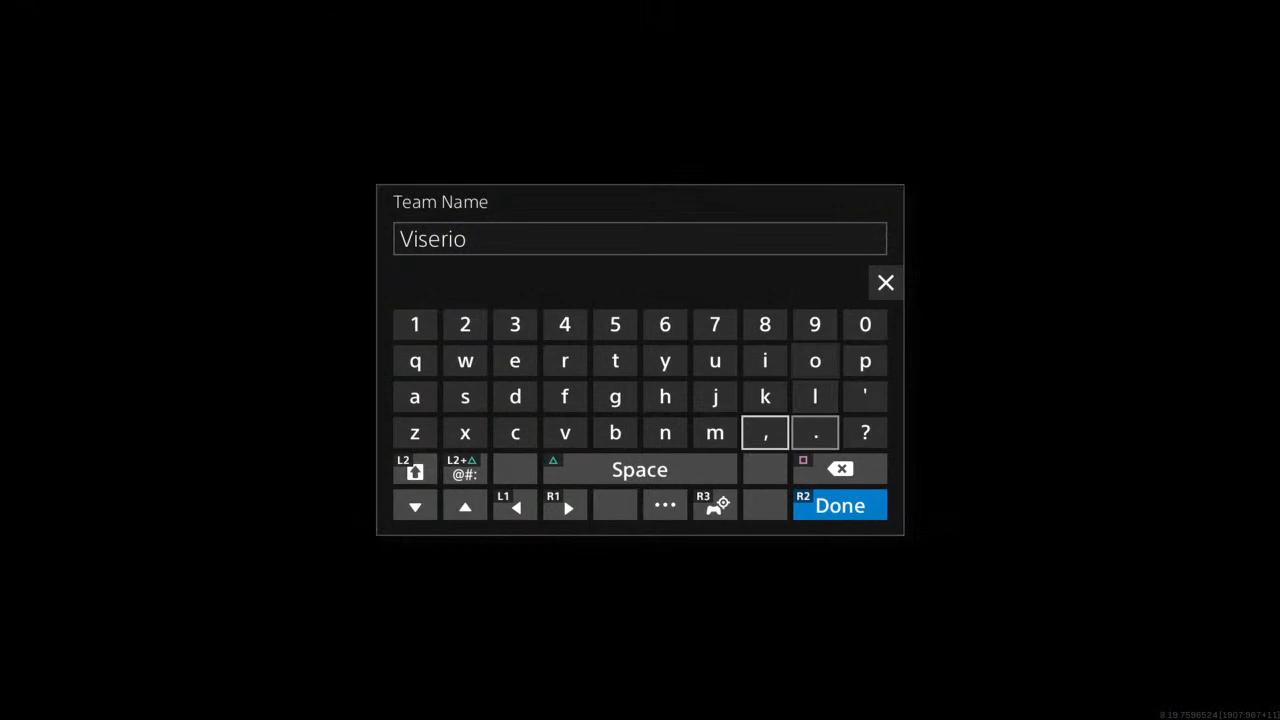 Team Name
Viserio
1 2 3 4 5 6 7 8 9 0
q w e r t y u i o p
a s d f g h j k l '
z x c v b n m , . ?
L2 L2+△ @#: △ Space
L1 R1 ... R3 R2 Done